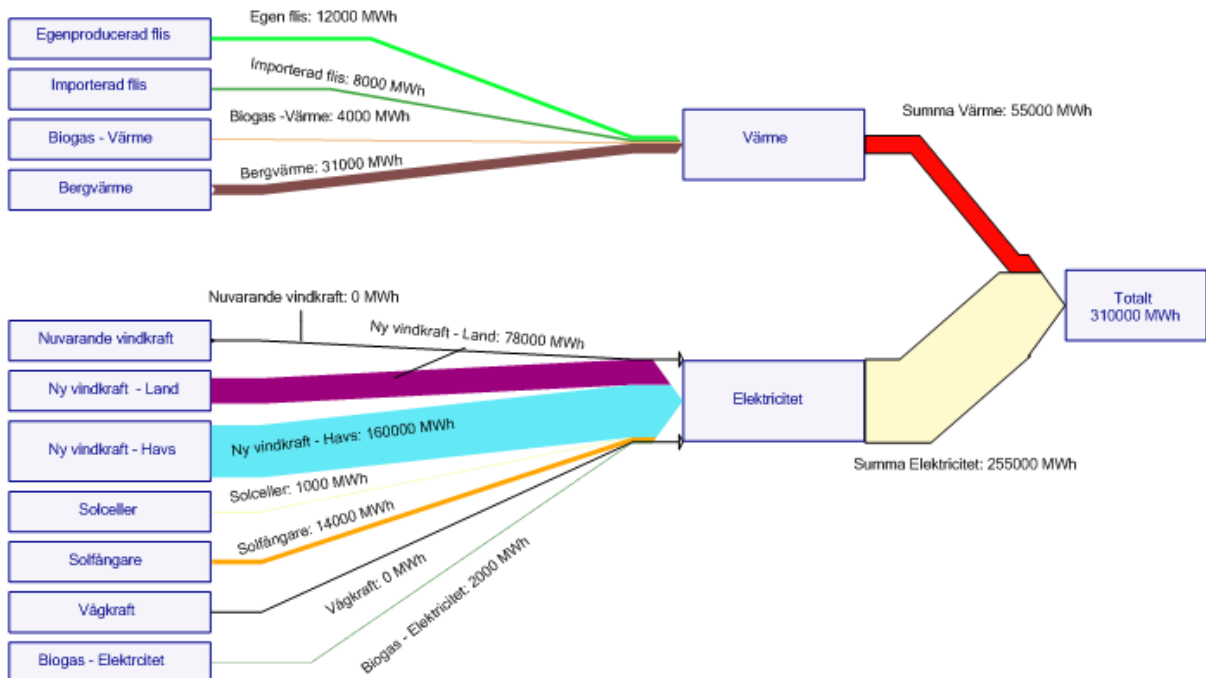 Egen flis: 12000 MWh
Egenproducerad flis
Importerad flis
Importerad flis: 8000 MWh
Biogas -Värme: 4000 MWh
Biogas - Värme
Bergvärme: 31000 MWh
Bergvärme
Värme
Summa Värme: 55000 MWh
Totalt
310000 MWh
Nuvarande vindkraft: 0 MWh
Nuvarande vindkraft
Ny vindkraft - Land: 78000 MWh
Ny vindkraft - Land
Ny vindkraft - Havs
Ny vindkraft - Havs: 160000 MWh
Elektricitet
Summa Elektricitet: 255000 MWh
Solceller: 1000 MWh
Solceller
Solfångare: 14000 MWh
Solfångare
Vågkraft: 0 MWh
Vågkraft
Biogas - Elektricitet: 2000 MWh
Biogas - Elektrcitet